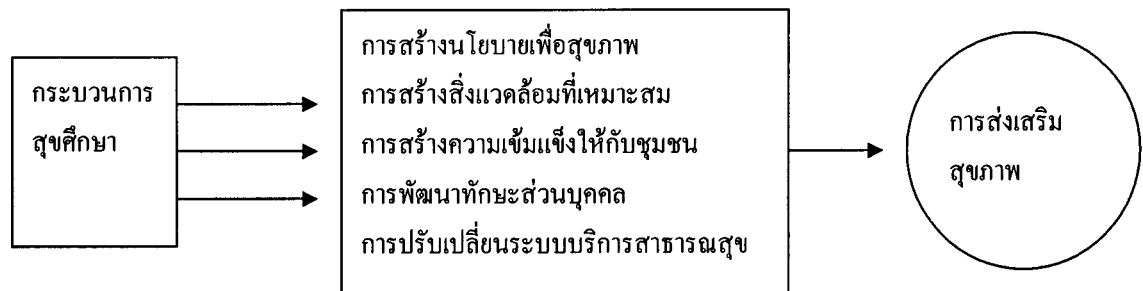 กระบวนการ
สุขศึกษา
การสร้างนโยบายเพื่อสุขภาพ
การสร้างสิ่งแวดล้อมที่เหมาะสม
การสร้างความเข้มแข็งให้กับชุมชน
การพัฒนาทักษะส่วนบุคคล
การปรับเปลี่ยนระบบบริการสาธารณสุข
การส่งเสริม
สุขภาพ